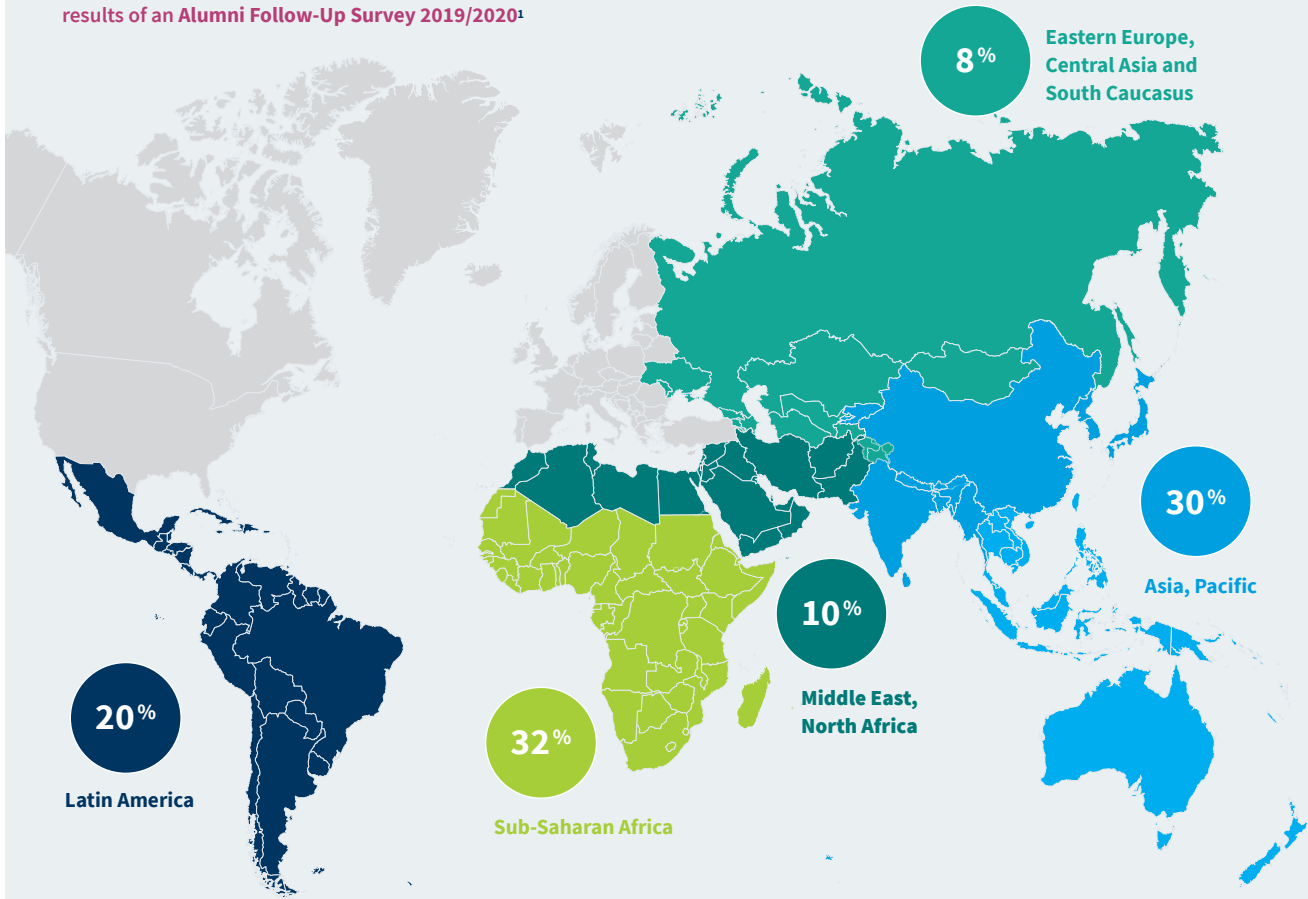 results of an Alumni Follow-Up Survey 2019/2020¹
8%
Eastern Europe,
Central Asia and
South Caucasus
30%
Asia, Pacific
10%
Middle East,
North Africa
20%
Latin America
32%
Sub-Saharan Africa